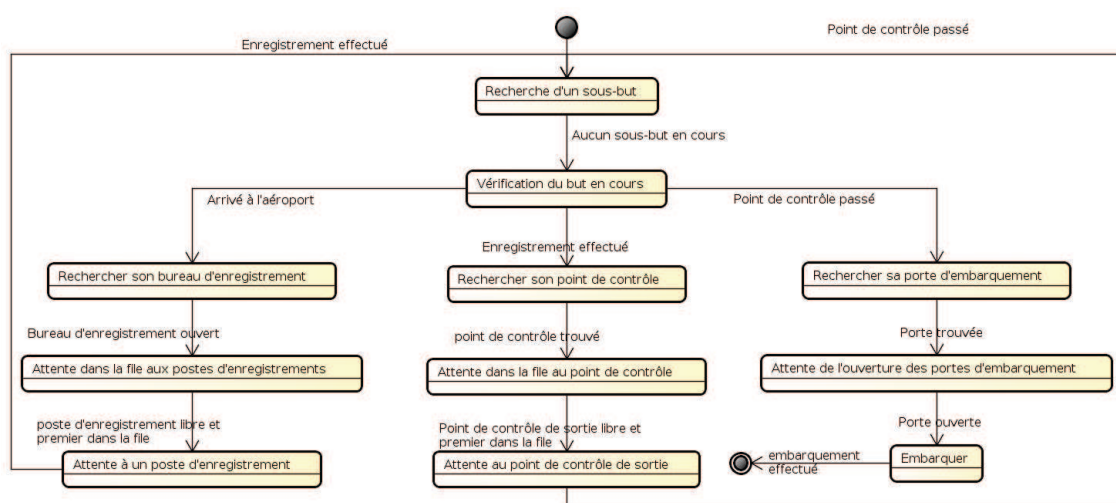 Enregistrement effectué
Point de contrôle passé
Recherche d'un sous-but
Aucun sous-but en cours
Vérification du but en cours
Arrivé à l'aéroport
Point de contrôle passé
Enregistrement effectué
Rechercher son bureau d'enregistrement
Rechercher son point de contrôle
Rechercher sa porte d'embarquement
Bureau d'enregistrement ouvert
point de contrôle trouvé
Porte trouvée
Attente dans la file aux postes d'enregistrements
Attente dans la file au point de contrôle
Attente de l'ouverture des portes d'embarquement
poste d'enregistrement libre et
premier dans la file
Point de contrôle de sortie libre et
premier dans la file
Porte ouverte
Attente à un poste d'enregistrement
Attente au point de contrôle de sortie
embarquement
effectué
Embarquer